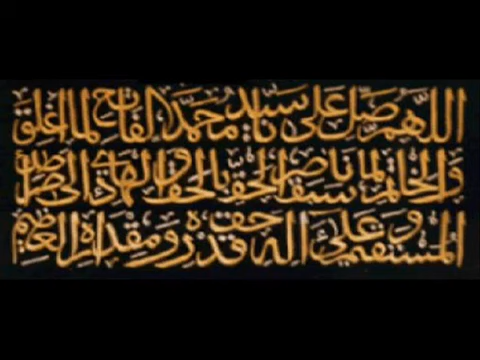 اللهم صل على سيدنا محمد الفاتح لما اغلق
والخاتم لما سبق ناصر الحق بالحق والهادي الى صراطك
المستقيم وعلى اله حق قدره ومقداره العظيم